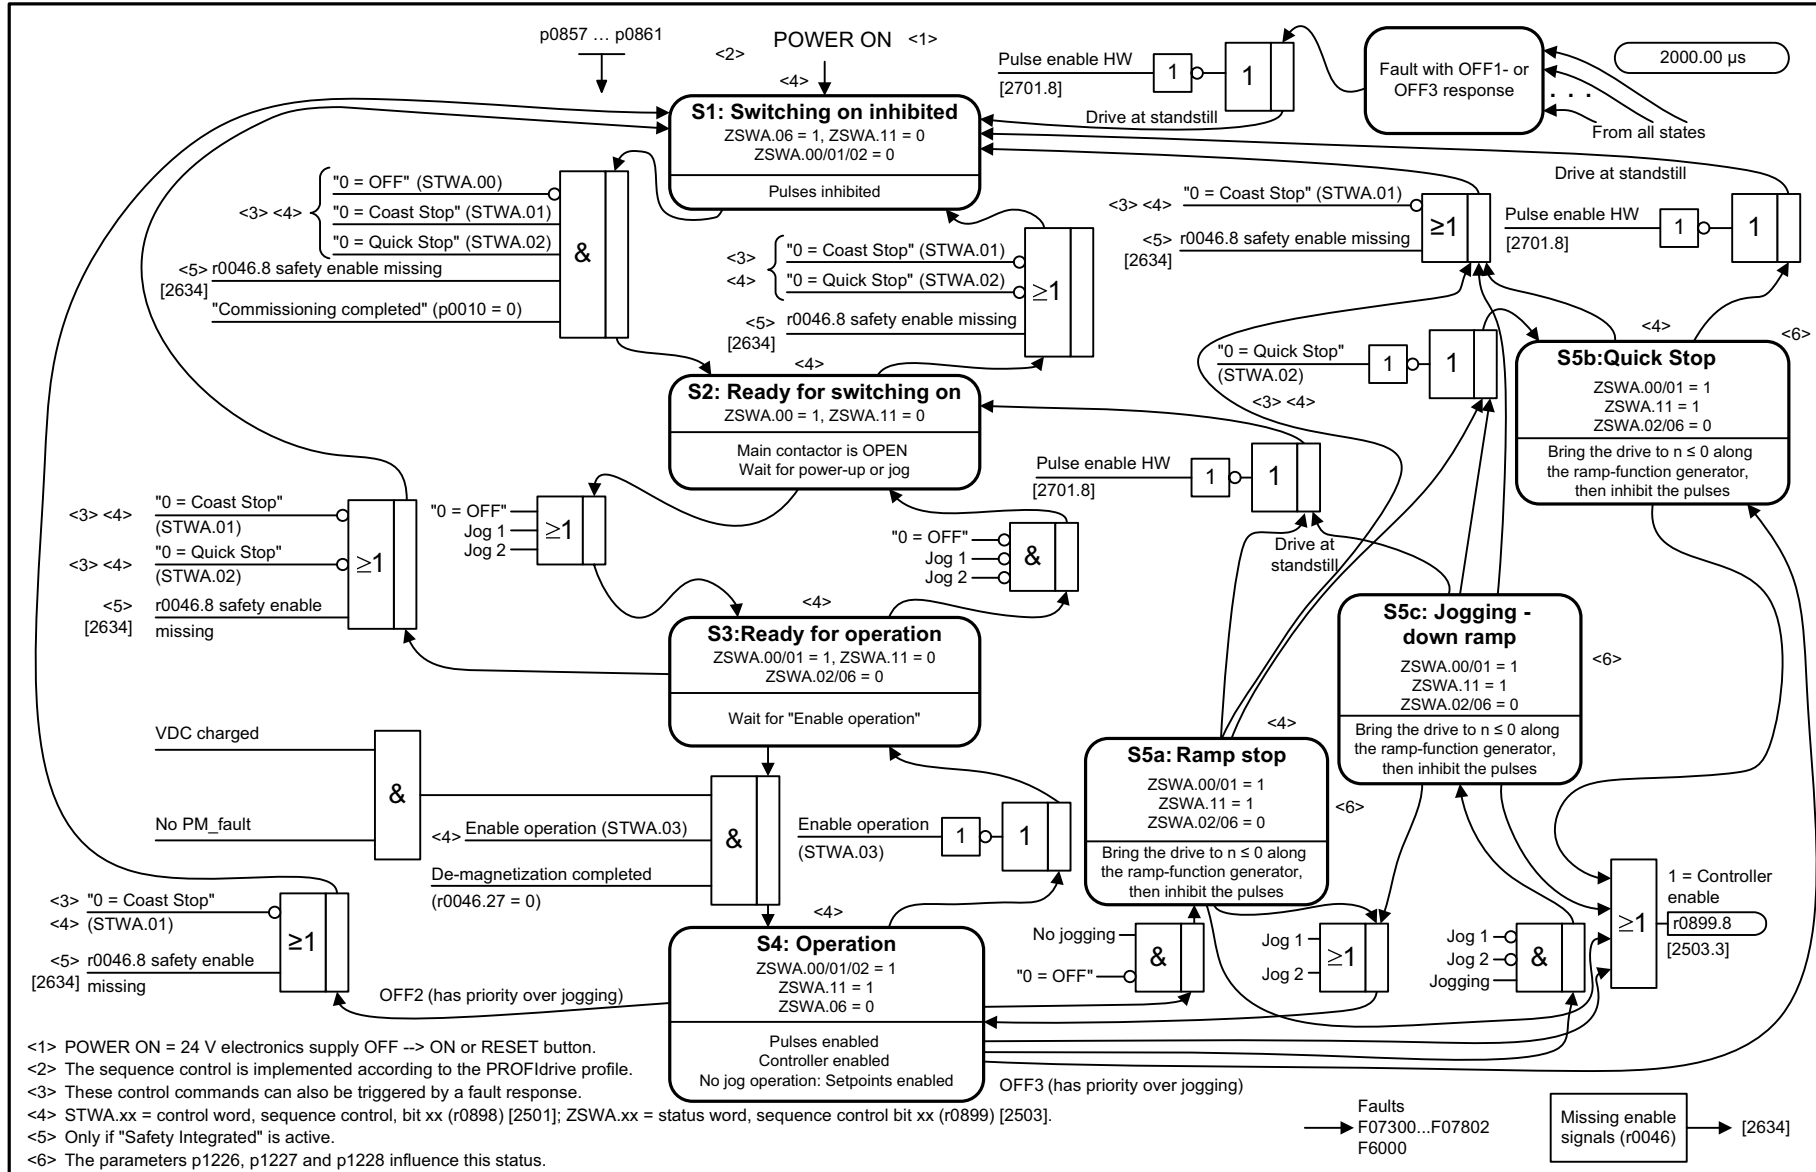 p0857 ... p0861
<2>
POWER ON <1>
<4>
Pulse enable HW
[2701.8]
1
1
Drive at standstill
Fault with OFF1- or
OFF3 response
. . .
From all states
2000.00 µs
S1: Switching on inhibited
ZSWA.06 = 1, ZSWA.11 = 0
ZSWA.00/01/02 = 0
Pulses inhibited
<3> <4>
"0 = OFF" (STWA.00)
"0 = Coast Stop" (STWA.01)
"0 = Quick Stop" (STWA.02)
<5> r0046.8 safety enable missing
[2634]
"Commissioning completed" (p0010 = 0)
&
<3>
<4>
"0 = Coast Stop" (STWA.01)
"0 = Quick Stop" (STWA.02)
<5> r0046.8 safety enable missing
[2634]
≥1
"0 = Coast Stop" (STWA.01)
<3> <4>
<5> r0046.8 safety enable missing
[2634]
≥1
Drive at standstill
Pulse enable HW
[2701.8]
1
1
<4>
S2: Ready for switching on
ZSWA.00 = 1, ZSWA.11 = 0
Main contactor is OPEN
Wait for power-up or jog
"0 = Quick Stop"
(STWA.02)
<3> <4>
1
1
<4>
<6>
S5b:Quick Stop
ZSWA.00/01 = 1
ZSWA.11 = 1
ZSWA.02/06 = 0
Bring the drive to n ≤ 0 along
the ramp-function generator,
then inhibit the pulses
Pulse enable HW
[2701.8]
1
1
Drive at
standstill
<3> <4>
"0 = Coast Stop"
(STWA.01)
<3> <4>
"0 = Quick Stop"
(STWA.02)
<5> r0046.8 safety enable
[2634] missing
≥1
"0 = OFF"
Jog 1
Jog 2
≥1
"0 = OFF"
Jog 1
Jog 2
&
<4>
S3:Ready for operation
ZSWA.00/01 = 1, ZSWA.11 = 0
ZSWA.02/06 = 0
Wait for "Enable operation"
S5c: Jogging -
down ramp
ZSWA.00/01 = 1
ZSWA.11 = 1
ZSWA.02/06 = 0
Bring the drive to n ≤ 0 along
the ramp-function generator,
then inhibit the pulses
<6>
<4>
S5a: Ramp stop
ZSWA.00/01 = 1
ZSWA.11 = 1
ZSWA.02/06 = 0
Bring the drive to n ≤ 0 along
the ramp-function generator,
then inhibit the pulses
<6>
VDC charged
No PM_fault
&
<4> Enable operation (STWA.03)
De-magnetization completed
(r0046.27 = 0)
&
Enable operation
(STWA.03)
1
1
<3> "0 = Coast Stop"
<4> (STWA.01)
<5> r0046.8 safety enable
[2634] missing
≥1
OFF2 (has priority over jogging)
<4>
S4: Operation
ZSWA.00/01/02 = 1
ZSWA.11 = 1
ZSWA.06 = 0
Pulses enabled
Controller enabled
No jog operation: Setpoints enabled
No jogging
"0 = OFF"
&
Jog 1
Jog 2
≥1
Jog 1
Jog 2
Jogging
&
≥1
1 = Controller
enable
r0899.8
[2503.3]
OFF3 (has priority over jogging)
<1> POWER ON = 24 V electronics supply OFF --> ON or RESET button.
<2> The sequence control is implemented according to the PROFIdrive profile.
<3> These control commands can also be triggered by a fault response.
<4> STWA.xx = control word, sequence control, bit xx (r0898) [2501]; ZSWA.xx = status word, sequence control bit xx (r0899) [2503].
<5> Only if "Safety Integrated" is active.
<6> The parameters p1226, p1227 and p1228 influence this status.
Faults
F07300...F07802
F6000
Missing enable
signals (r0046)
[2634]